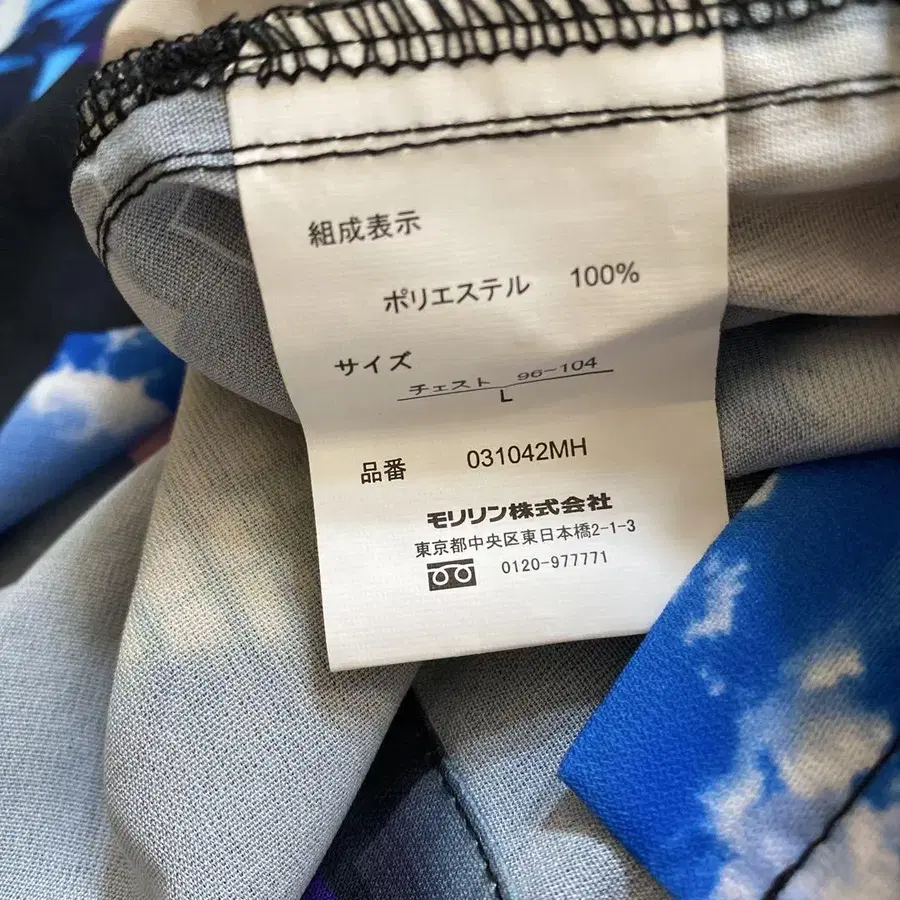 組成表示
ポリエステル 100%
サイズ
チェスト 96-104
L
品番 031042MH
モリリン株式会社
東京都中央区東日本橋2-1-3
0120-977771